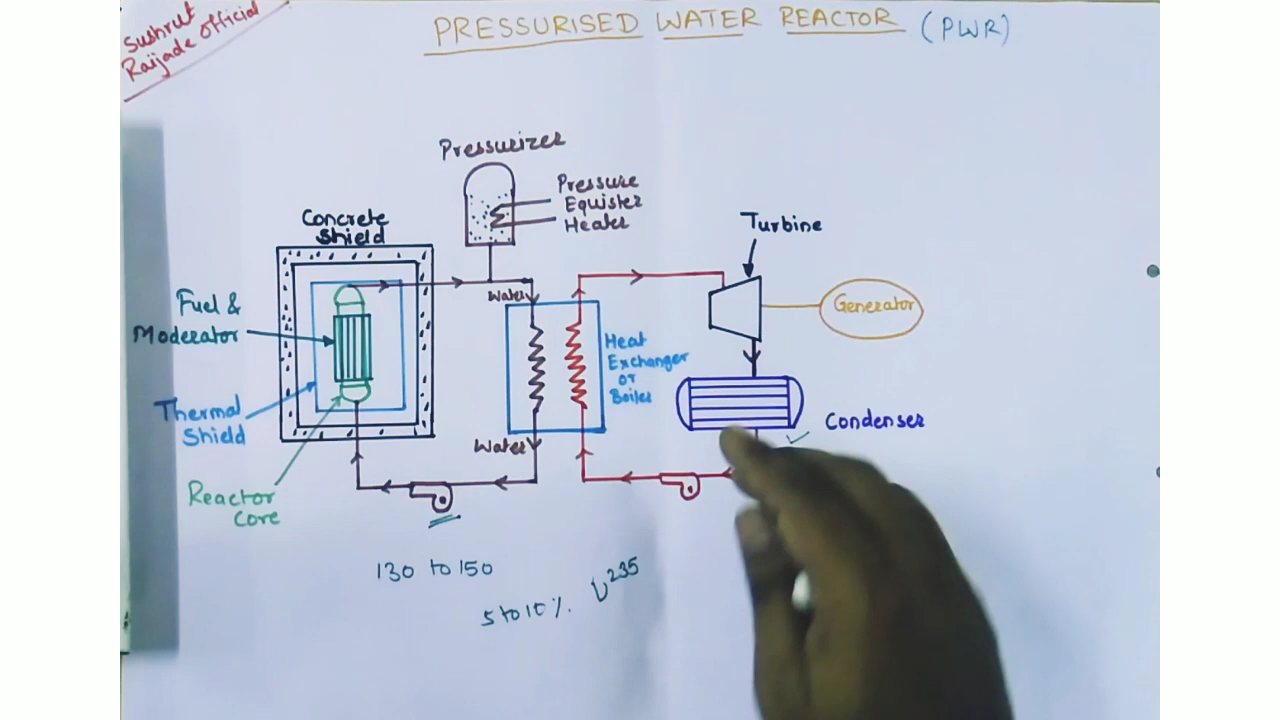 Sushrut
Raijade Official
PRESSURISED WATER REACTOR (PWR)
Pressurizer
Pressure
Equister
Heater
Concrete
Shield
Turbine
Fuel &
Moderator
Water
Generator
Heat
Exchanger
or
Boiler
Thermal
Shield
Condenser
Water
Reactor
Core
130 to 150
5 to 10%. U235